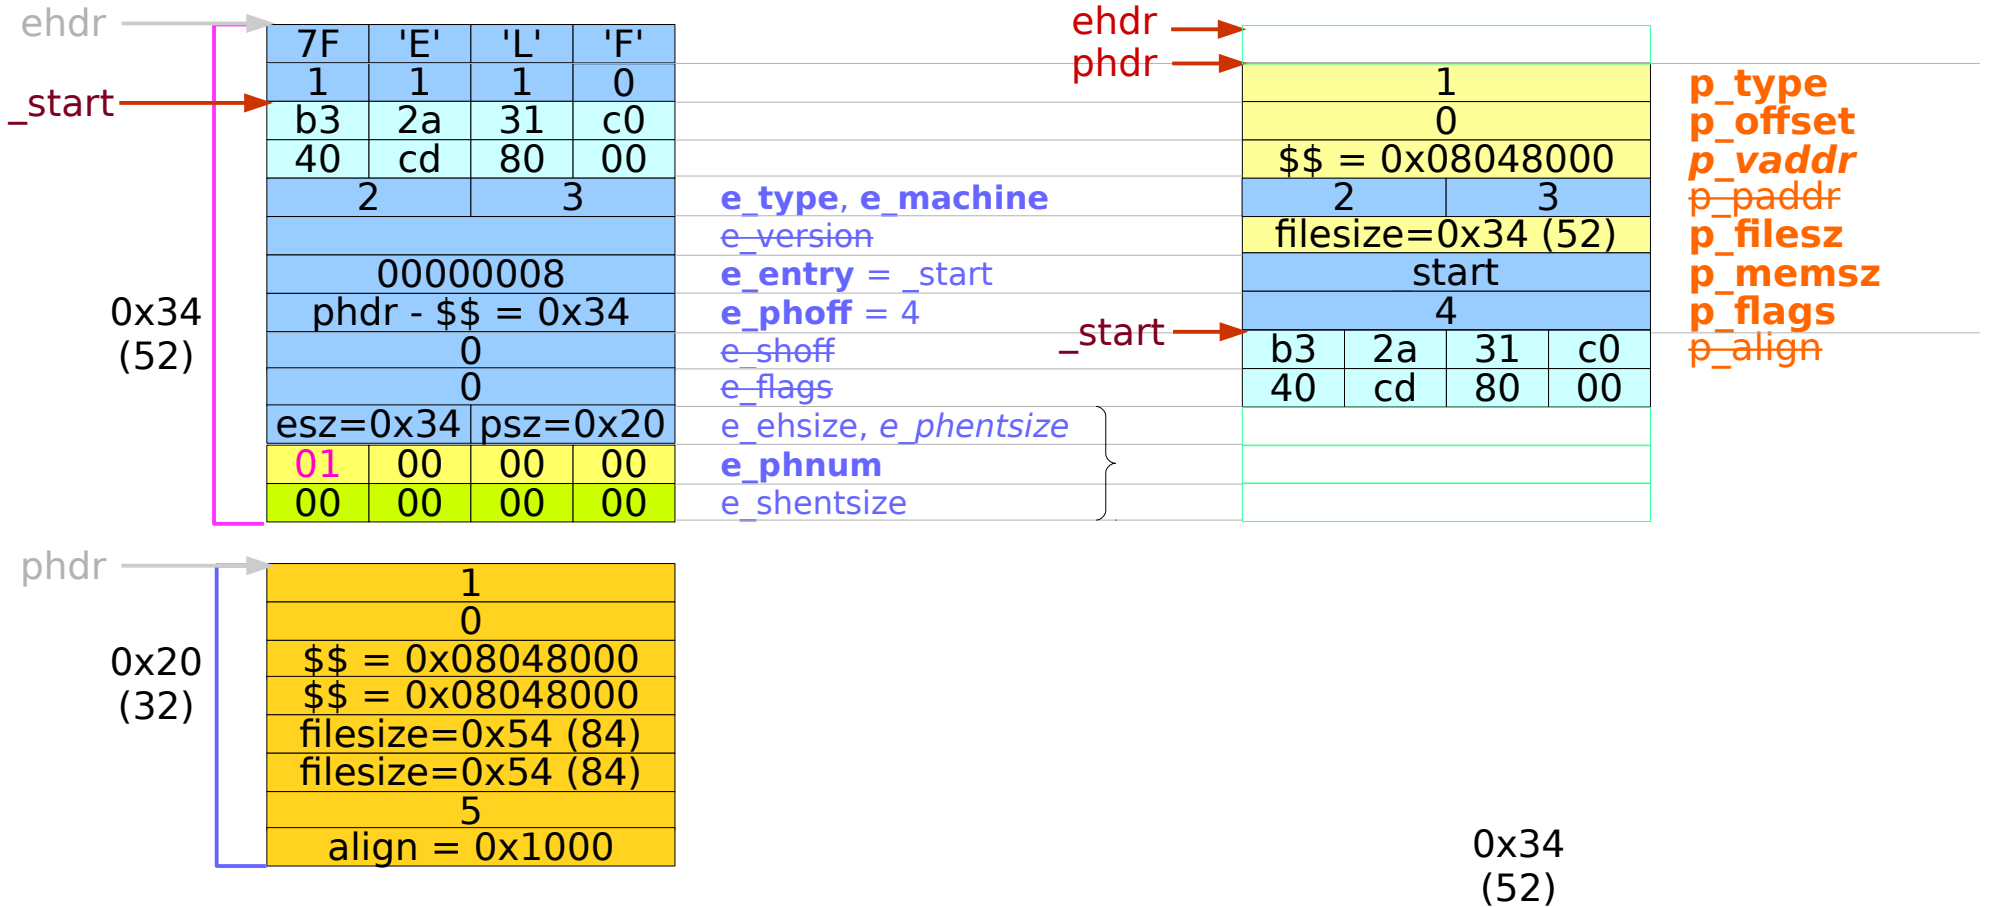 ehdr 7F 'E' 'L' 'F' ehdr
1 1 1 0 phdr 1 p_type
_start b3 2a 31 c0 0 p_offset
40 cd 80 00 $$ = 0x08048000 p_vaddr
2 3 e_type, e_machine 2 3 p_paddr
e_version filesize=0x34 (52) p_filesz
00000008 e_entry = _start start p_memsz
0x34 phdr - $$ = 0x34 e_phoff = 4 4 p_flags
(52) 0 e_shoff _start b3 2a 31 c0 p_align
0 e_flags 40 cd 80 00
esz=0x34 psz=0x20 e_ehsize, e_phentsize
01 00 00 00 e_phnum
00 00 00 00 e_shentsize
phdr 1
0
0x20 $$ = 0x08048000
(32) $$ = 0x08048000
filesize=0x54 (84)
filesize=0x54 (84)
5
align = 0x1000
0x34
(52)